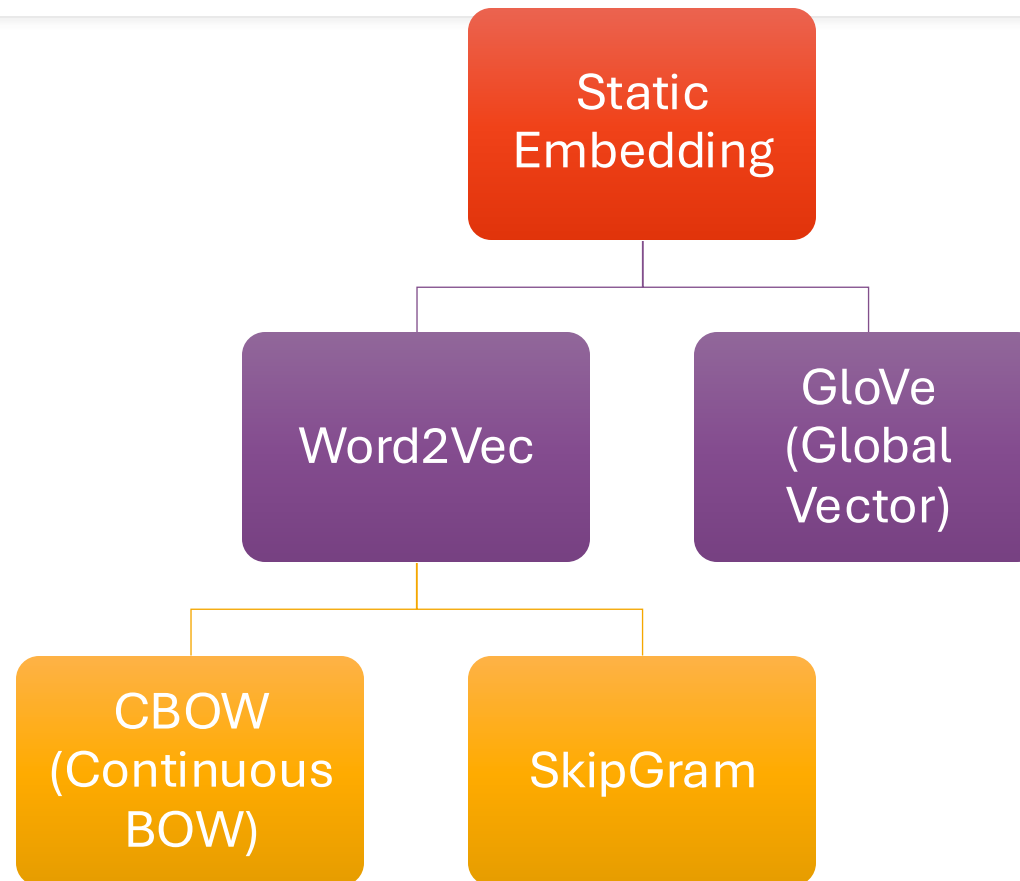 Static
Embedding
Word2Vec
GloVe
(Global
Vector)
CBOW
(Continuous
BOW)
SkipGram